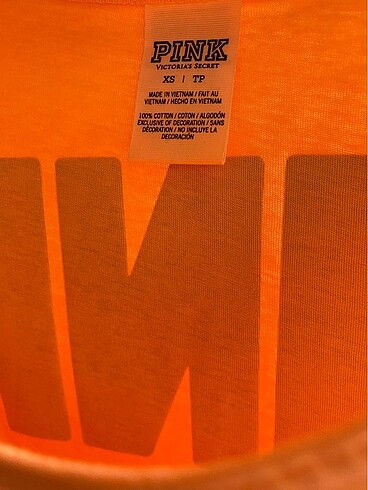 PINK
VICTORIA'S SECRET
XS | TP
MADE IN VIETNAM / FAIT AU
VIETNAM / HECHO EN VIETNAM
100% COTTON / COTON / ALGODÓN
EXCLUSIVE OF DECORATION / SANS
DÉCORATION / NO INCLUYE LA
DECORACIÓN